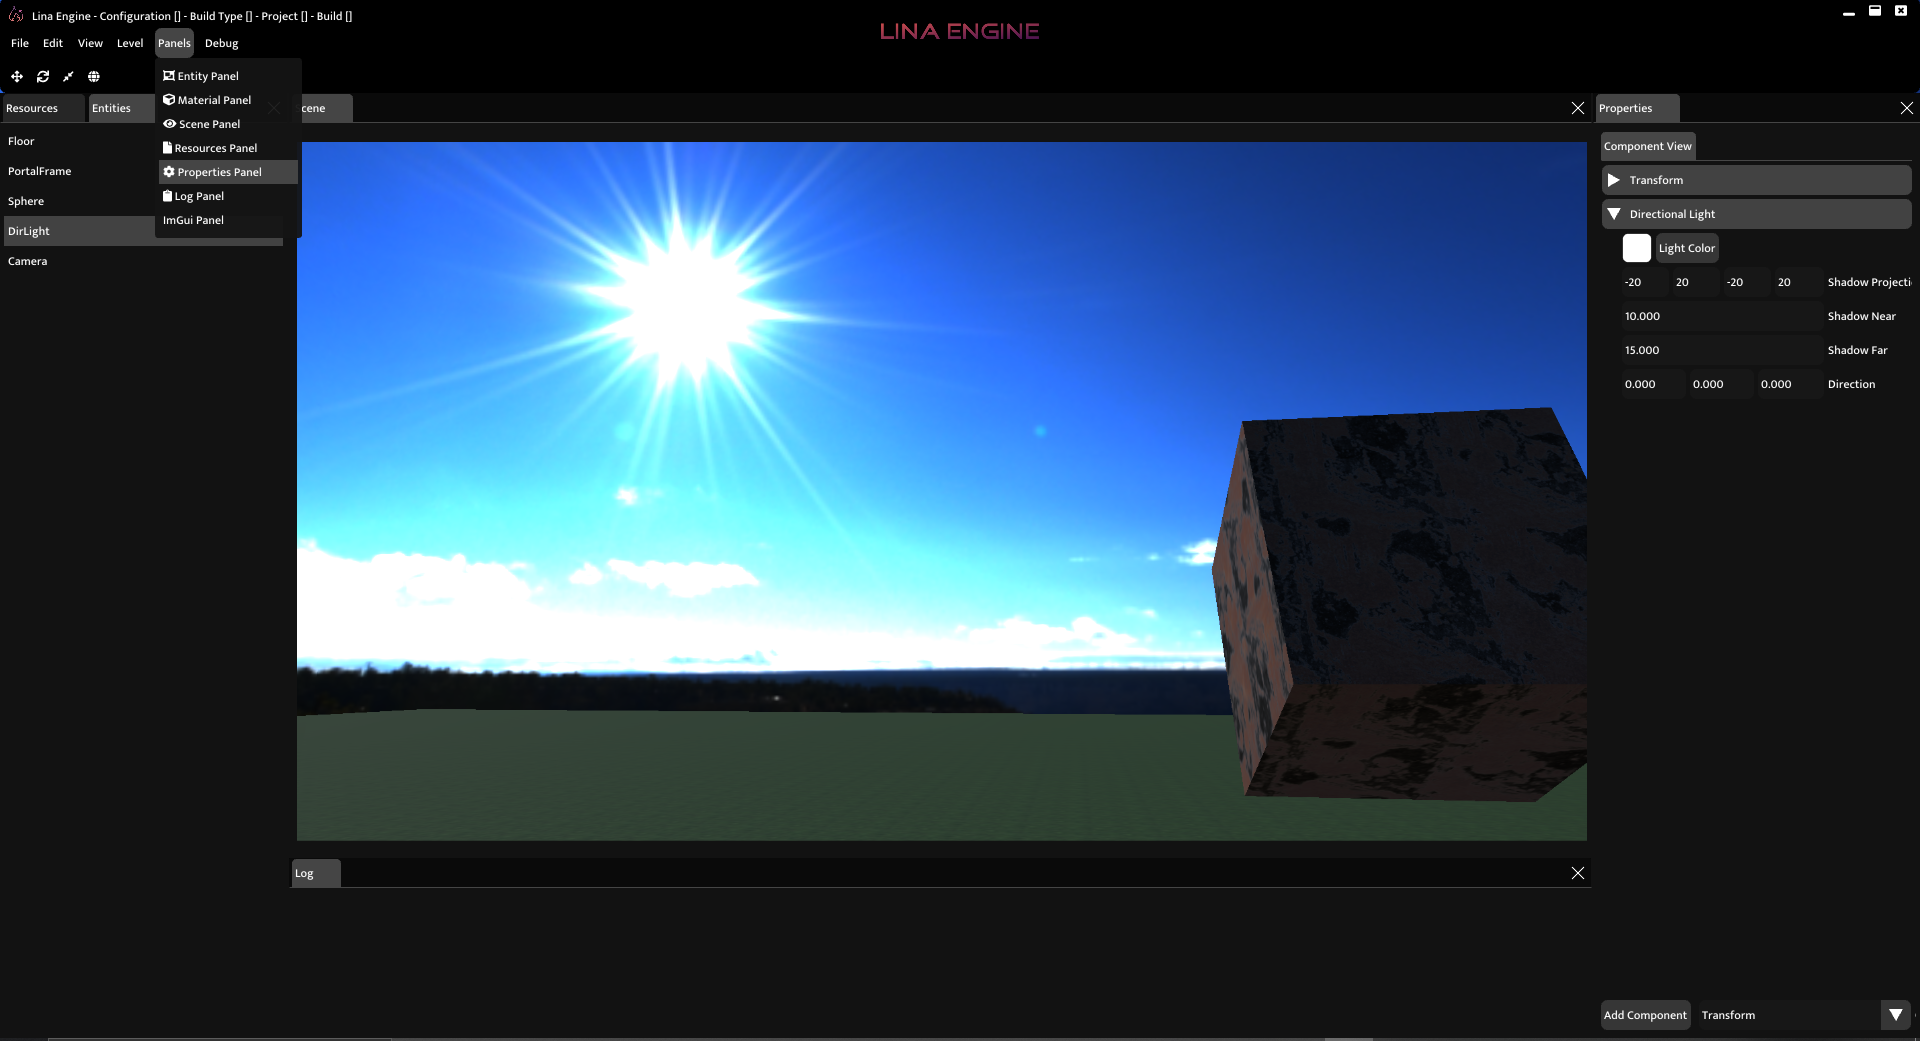 Lina Engine - Configuration [] - Build Type [] - Project [] - Build []
LINA ENGINE
File Edit View Level Panels Debug
Entity Panel
Material Panel
Scene Panel
Resources Panel
Properties Panel
Log Panel
ImGui Panel
Resources Entities
Floor
PortalFrame
Sphere
DirLight
Camera
cene
Log
Properties
Component View
Transform
Directional Light
Light Color
-20 20 -20 20 Shadow Projecti
10.000 Shadow Near
15.000 Shadow Far
0.000 0.000 0.000 Direction
Add Component Transform